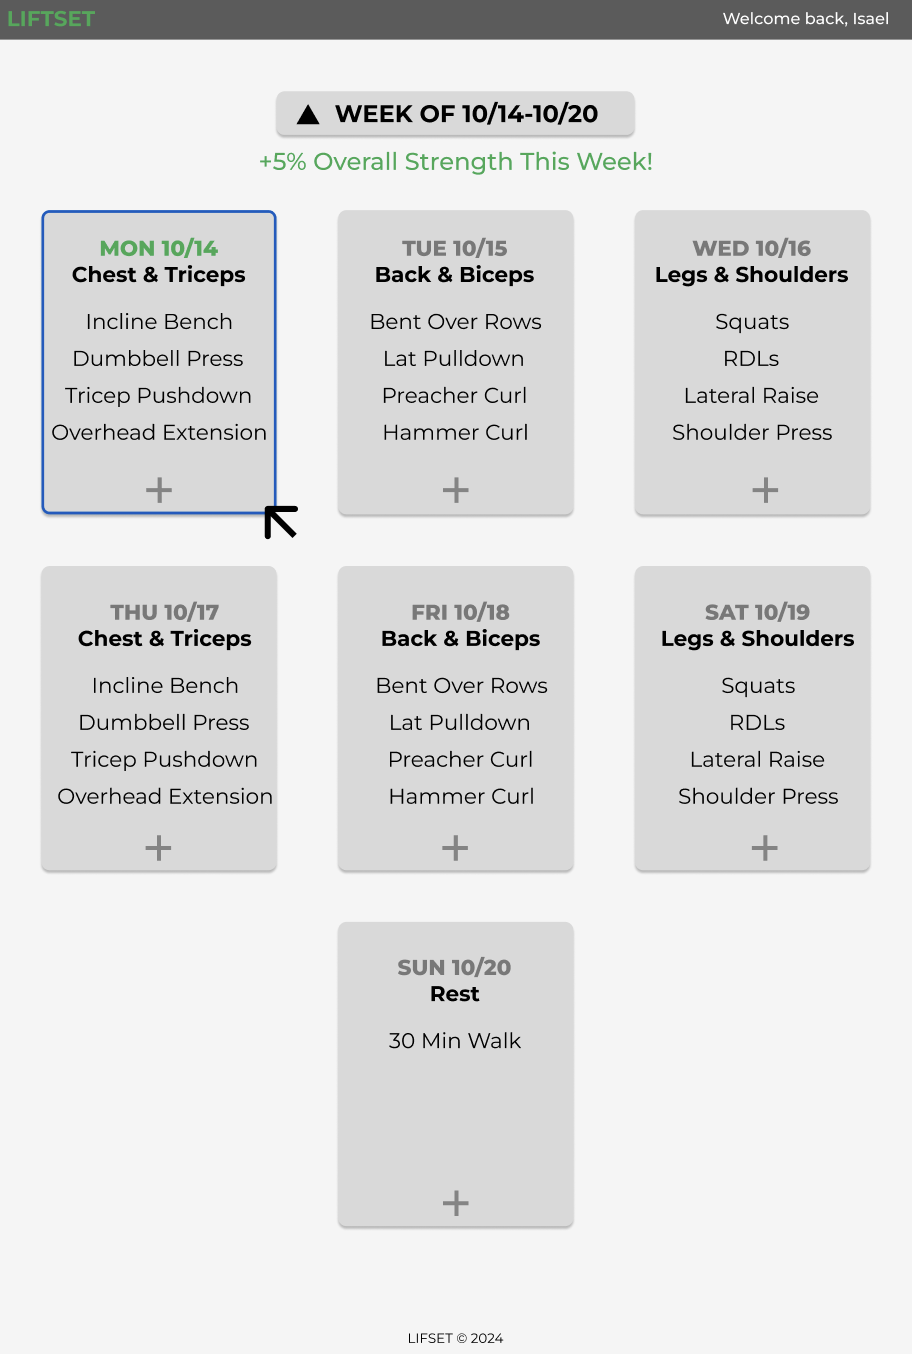 LIFTSET
Welcome back, Isael
WEEK OF 10/14-10/20
+5% Overall Strength This Week!
MON 10/14
Chest & Triceps
Incline Bench
Dumbbell Press
Tricep Pushdown
Overhead Extension
TUE 10/15
Back & Biceps
Bent Over Rows
Lat Pulldown
Preacher Curl
Hammer Curl
WED 10/16
Legs & Shoulders
Squats
RDLs
Lateral Raise
Shoulder Press
THU 10/17
Chest & Triceps
Incline Bench
Dumbbell Press
Tricep Pushdown
Overhead Extension
FRI 10/18
Back & Biceps
Bent Over Rows
Lat Pulldown
Preacher Curl
Hammer Curl
SAT 10/19
Legs & Shoulders
Squats
RDLs
Lateral Raise
Shoulder Press
SUN 10/20
Rest
30 Min Walk
LIFSET © 2024